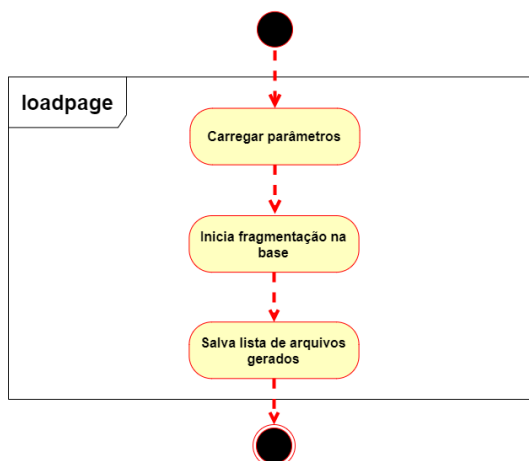 loadpage
Carregar parâmetros
Inicia fragmentação na
base
Salva lista de arquivos
gerados